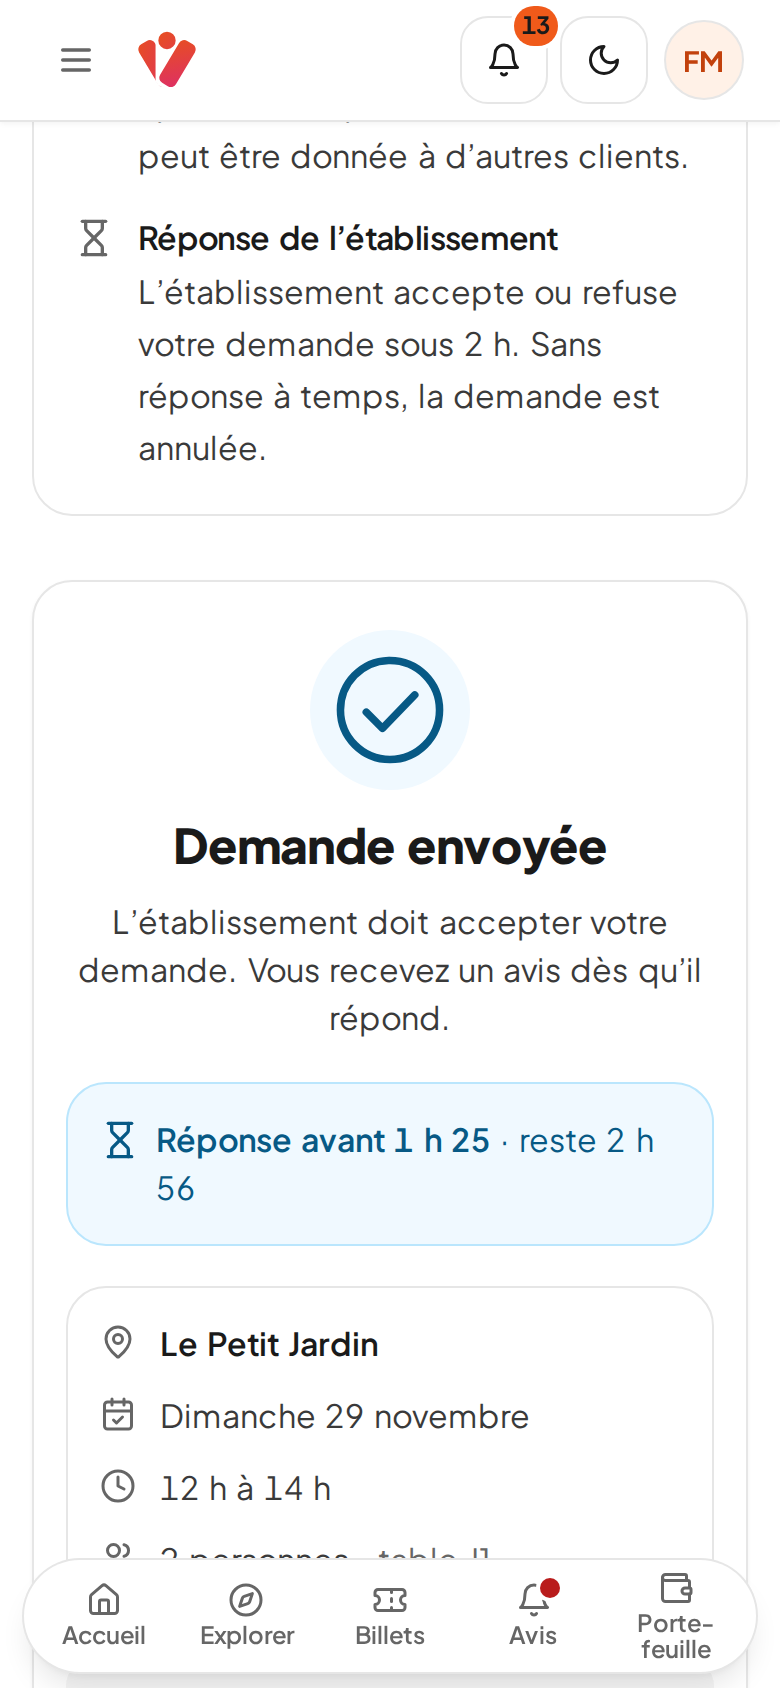 13
FM
peut être donnée à d’autres clients.
Réponse de l’établissement
L’établissement accepte ou refuse
votre demande sous 2 h. Sans
réponse à temps, la demande est
annulée.
Demande envoyée
L’établissement doit accepter votre
demande. Vous recevez un avis dès qu’il
répond.
Réponse avant 1 h 25 · reste 2 h
56
Le Petit Jardin
Dimanche 29 novembre
12 h à 14 h
personnes
Accueil
Explorer
Billets
Avis
Porte-
feuille